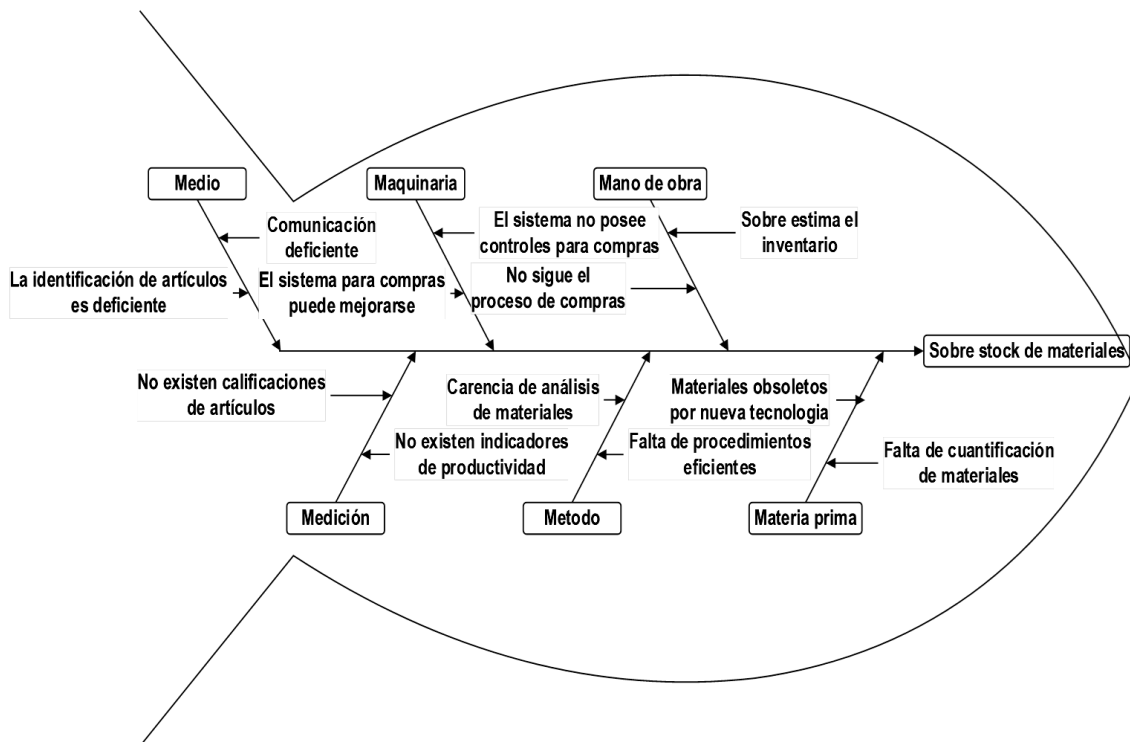 Medio
Maquinaria
Mano de obra
Comunicación
deficiente
El sistema no posee
controles para compras
Sobre estima el
inventario
La identificación de artículos
es deficiente
El sistema para compras
puede mejorarse
No sigue el
proceso de compras
Sobre stock de materiales
No existen calificaciones
de artículos
Carencia de análisis
de materiales
Materiales obsoletos
por nueva tecnologia
No existen indicadores
de productividad
Falta de procedimientos
eficientes
Falta de cuantificación
de materiales
Medición
Metodo
Materia prima